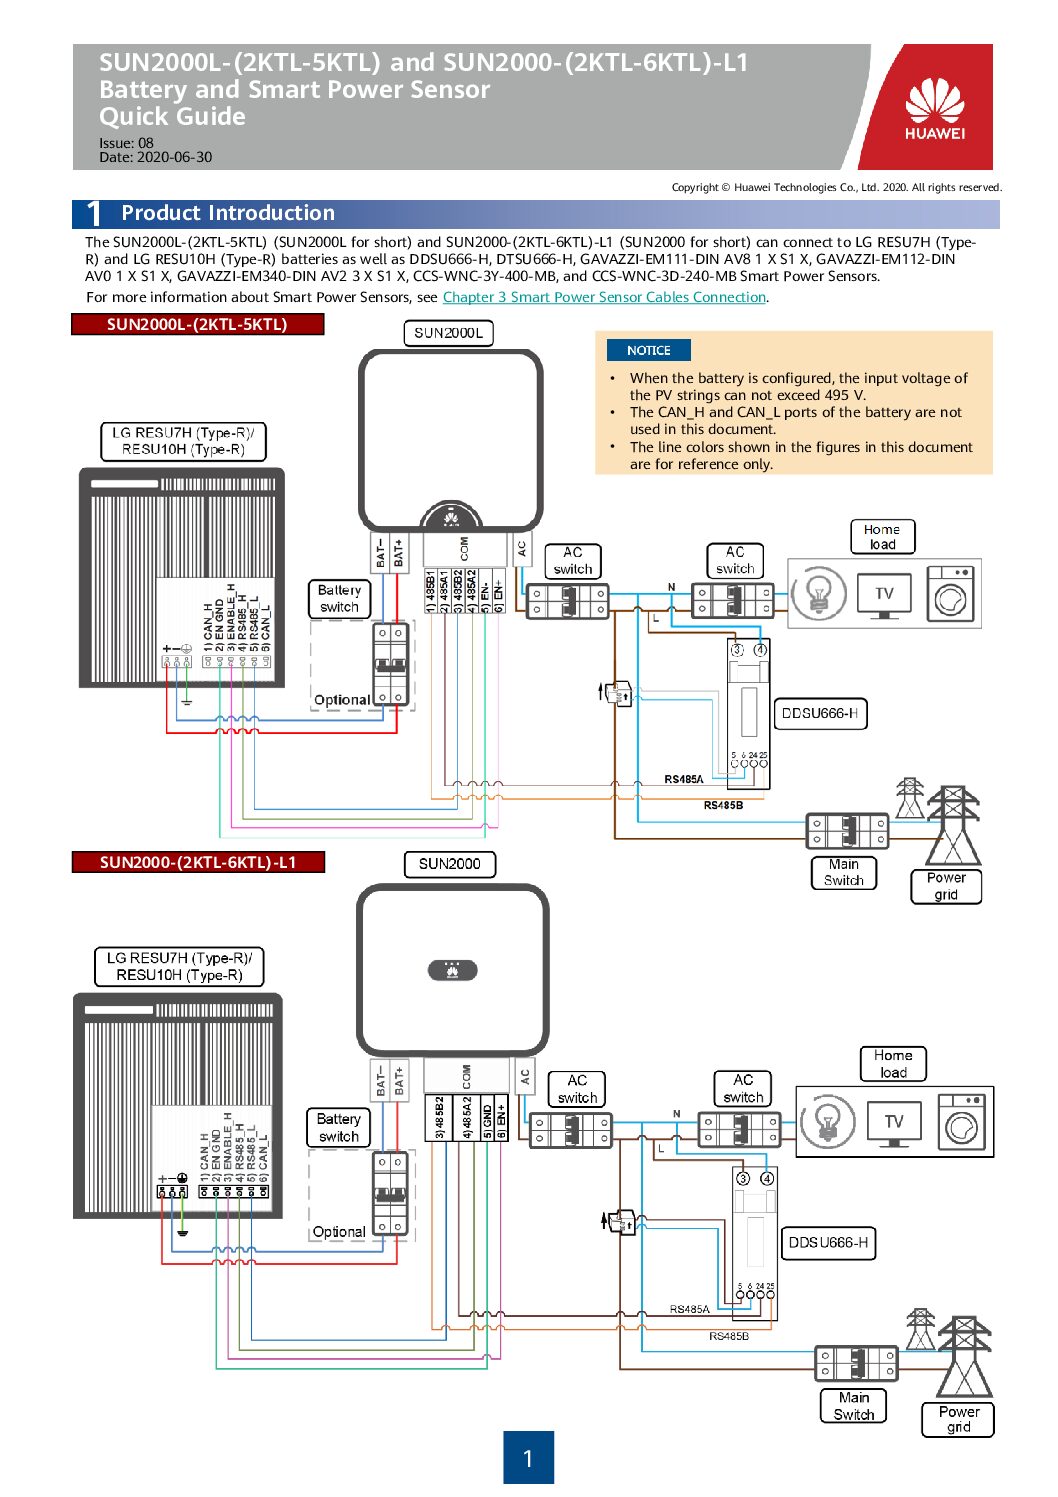 SUN2000L-(2KTL-5KTL) and SUN2000-(2KTL-6KTL)-L1
Battery and Smart Power Sensor
Quick Guide
Issue: 08
Date: 2020-06-30
HUAWEI
Copyright © Huawei Technologies Co., Ltd. 2020. All rights reserved.
1 Product Introduction
The SUN2000L-(2KTL-5KTL) (SUN2000L for short) and SUN2000-(2KTL-6KTL)-L1 (SUN2000 for short) can connect to LG RESU7H (Type-
R) and LG RESU10H (Type-R) batteries as well as DDSU666-H, DTSU666-H, GAVAZZI-EM111-DIN AV8 1 X S1 X, GAVAZZI-EM112-DIN
AV0 1 X S1 X, GAVAZZI-EM340-DIN AV2 3 X S1 X, CCS-WNC-3Y-400-MB, and CCS-WNC-3D-240-MB Smart Power Sensors.
For more information about Smart Power Sensors, see Chapter 3 Smart Power Sensor Cables Connection.
SUN2000L-(2KTL-5KTL)
SUN2000L
NOTICE
• When the battery is configured, the input voltage of
the PV strings can not exceed 495 V.
• The CAN_H and CAN_L ports of the battery are not
used in this document.
• The line colors shown in the figures in this document
are for reference only.
LG RESU7H (Type-R)/
RESU10H (Type-R)
BAT−
BAT+
COM
AC
1) 485B1
2) 485A1
3) 485B2
4) 485A2
5) EN-
6) EN+
AC
switch
AC
switch
Home
load
TV
N
L
Battery
switch
Optional
1) CAN_H
2) EN GND
3) ENABLE_H
4) RS485_H
5) RS485_L
6) CAN_L
+ −
3 4
DDSU666-H
5 6 24 25
RS485A
RS485B
Main
Switch
Power
grid
SUN2000-(2KTL-6KTL)-L1
SUN2000
LG RESU7H (Type-R)/
RESU10H (Type-R)
BAT−
BAT+
COM
AC
3) 485B2
4) 485A2
5) GND
6) EN+
AC
switch
AC
switch
Home
load
TV
N
L
Battery
switch
Optional
1) CAN_H
2) EN GND
3) ENABLE_H
4) RS485_H
5) RS485_L
6) CAN_L
+ −
3 4
DDSU666-H
5 6 24 25
RS485A
RS485B
Main
Switch
Power
grid
1